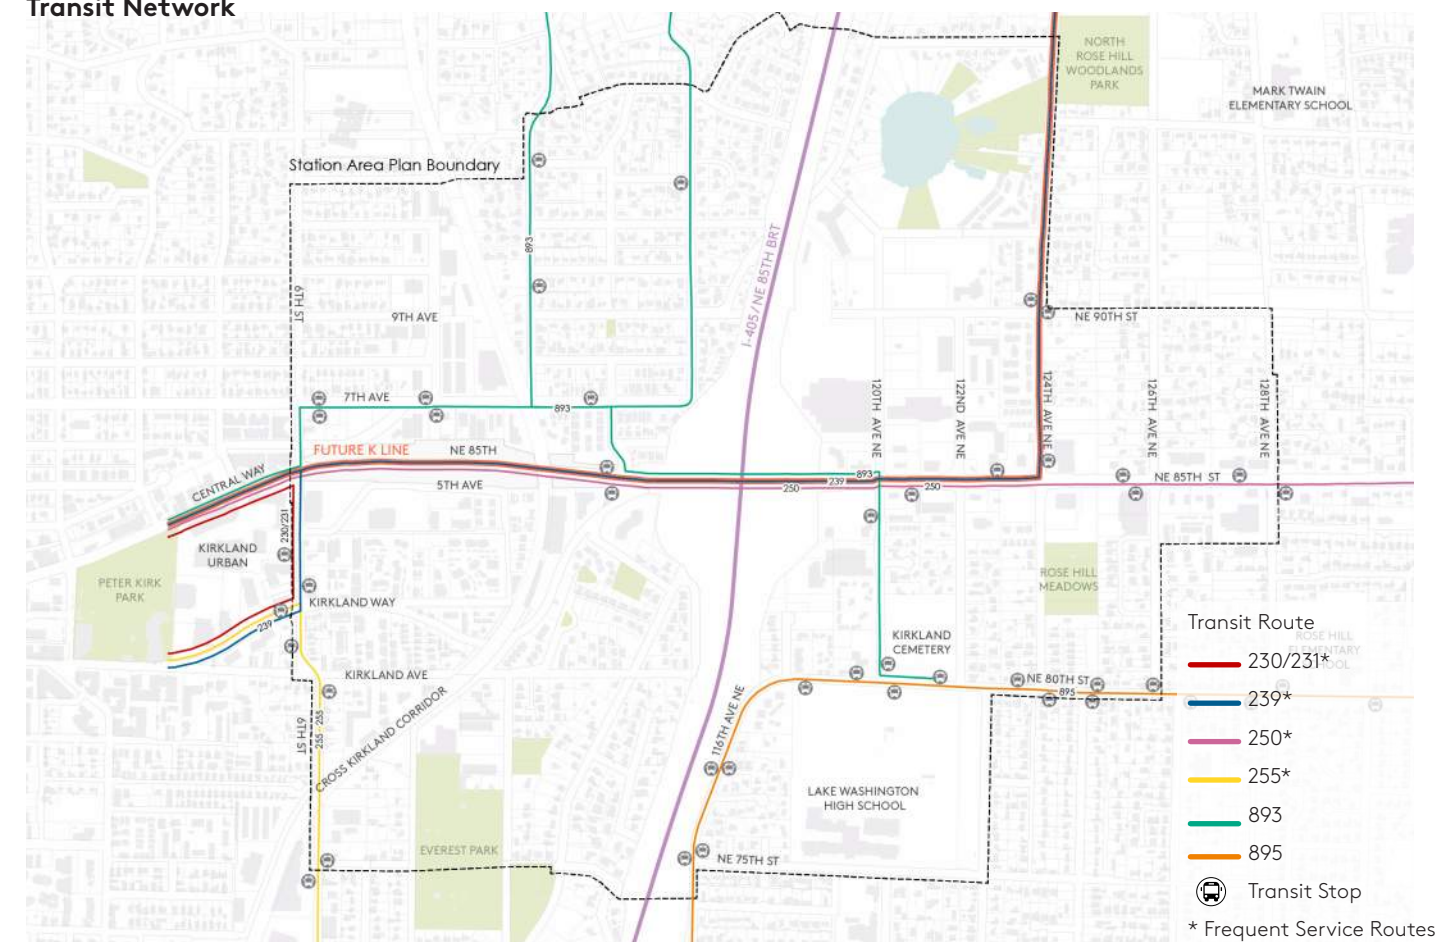 Transit Network
NORTH
ROSE HILL
WOODLANDS
PARK
MARK TWAIN
ELEMENTARY SCHOOL
Station Area Plan Boundary
893
I-405/NE 85TH BRT
6TH ST
9TH AVE
NE 90TH ST
7TH AVE
893
120TH AVE NE
122ND AVE NE
124TH AVE NE
126TH AVE NE
128TH AVE NE
FUTURE K LINE
NE 85TH
CENTRAL WAY
5TH AVE
893
239
250
250
NE 85TH ST
230/231
KIRKLAND
URBAN
PETER KIRK
PARK
KIRKLAND WAY
239
ROSE HILL
MEADOWS
KIRKLAND
CEMETERY
KIRKLAND AVE
NE 80TH ST
895
6TH ST
255
255
CROSS KIRKLAND CORRIDOR
116TH AVE NE
LAKE WASHINGTON
HIGH SCHOOL
EVEREST PARK
NE 75TH ST
Transit Route
ROSE HILL
ELEMENTARY
230/231*
239*
250*
255*
893
895
Transit Stop
* Frequent Service Routes